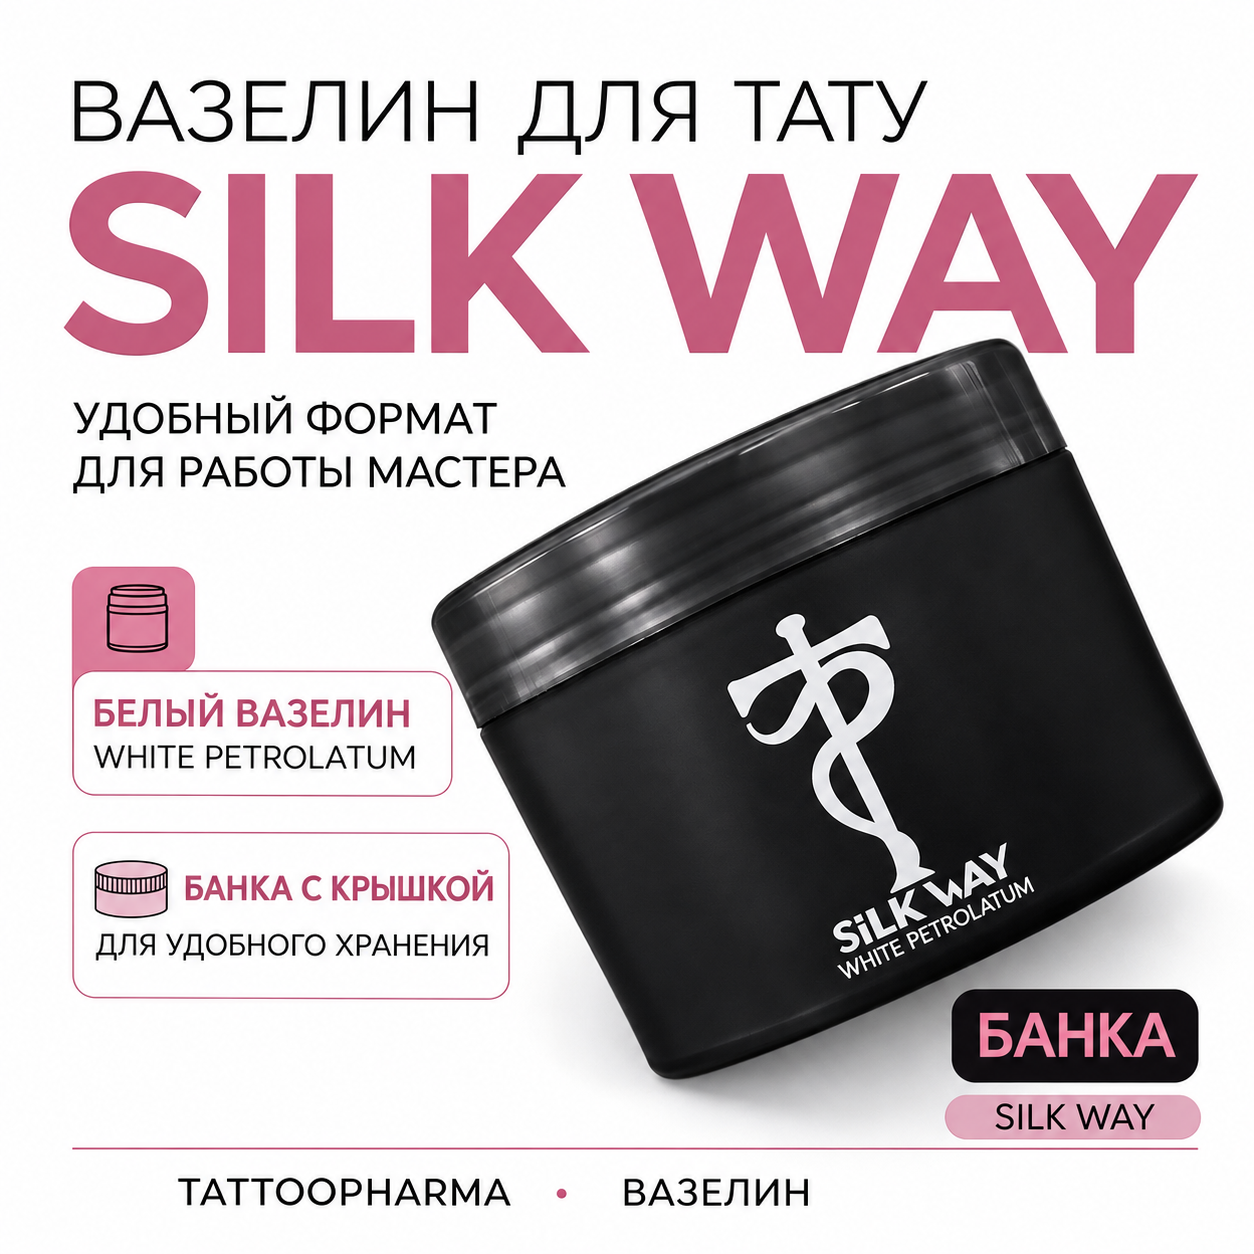 ВАЗЕЛИН ДЛЯ ТАТУ
SILK WAY
УДОБНЫЙ ФОРМАТ
ДЛЯ РАБОТЫ МАСТЕРА
БЕЛЫЙ ВАЗЕЛИН
WHITE PETROLATUM
БАНКА С КРЫШКОЙ
ДЛЯ УДОБНОГО ХРАНЕНИЯ
SiLK WAY
WHITE PETROLATUM
БАНКА
SILK WAY
TATTOOPHARMA • ВАЗЕЛИН